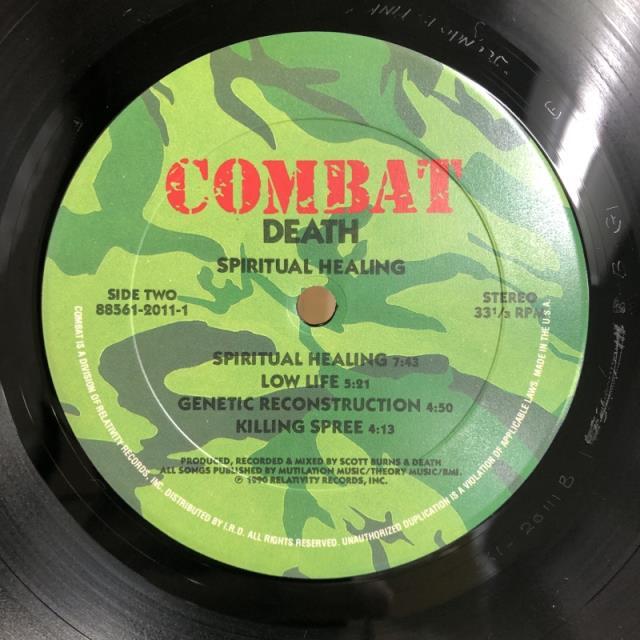 COMBAT
DEATH
SPIRITUAL HEALING
SIDE TWO
88561-2011-1
STEREO
33 1/3 RPM
SPIRITUAL HEALING 7:43
LOW LIFE 5:21
GENETIC RECONSTRUCTION 4:50
KILLING SPREE 4:13
PRODUCED, RECORDED & MIXED BY SCOTT BURNS & DEATH
ALL SONGS PUBLISHED BY MUTILATION MUSIC/THEORY MUSIC/BMI.
℗ 1990 RELATIVITY RECORDS, INC.
COMBAT IS A DIVISION OF RELATIVITY RECORDS, INC. DISTRIBUTED BY I.R.D. ALL RIGHTS RESERVED. UNAUTHORIZED DUPLICATION IS A VIOLATION OF APPLICABLE LAWS. MADE IN THE U.S.A.